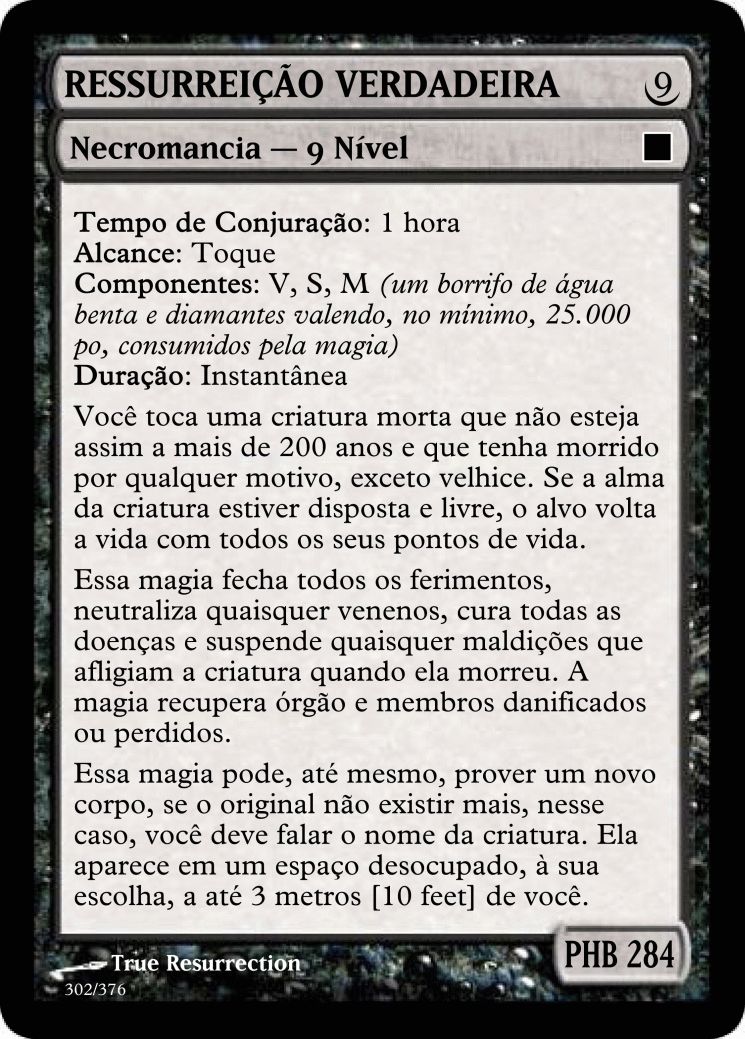 RESSURREIÇÃO VERDADEIRA 9
Necromancia — 9 Nível
Tempo de Conjuração: 1 hora
Alcance: Toque
Componentes: V, S, M (um borrifo de água
benta e diamantes valendo, no mínimo, 25.000
po, consumidos pela magia)
Duração: Instantânea
Você toca uma criatura morta que não esteja
assim a mais de 200 anos e que tenha morrido
por qualquer motivo, exceto velhice. Se a alma
da criatura estiver disposta e livre, o alvo volta
a vida com todos os seus pontos de vida.
Essa magia fecha todos os ferimentos,
neutraliza quaisquer venenos, cura todas as
doenças e suspende quaisquer maldições que
afligiam a criatura quando ela morreu. A
magia recupera órgão e membros danificados
ou perdidos.
Essa magia pode, até mesmo, prover um novo
corpo, se o original não existir mais, nesse
caso, você deve falar o nome da criatura. Ela
aparece em um espaço desocupado, à sua
escolha, a até 3 metros [10 feet] de você.
PHB 284
True Resurrection
302/376